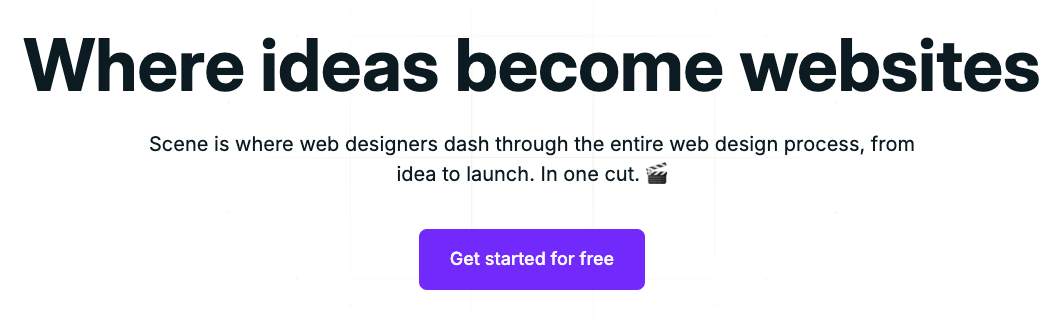 Where ideas become websites
Scene is where web designers dash through the entire web design process, from
idea to launch. In one cut. 🎬
Get started for free